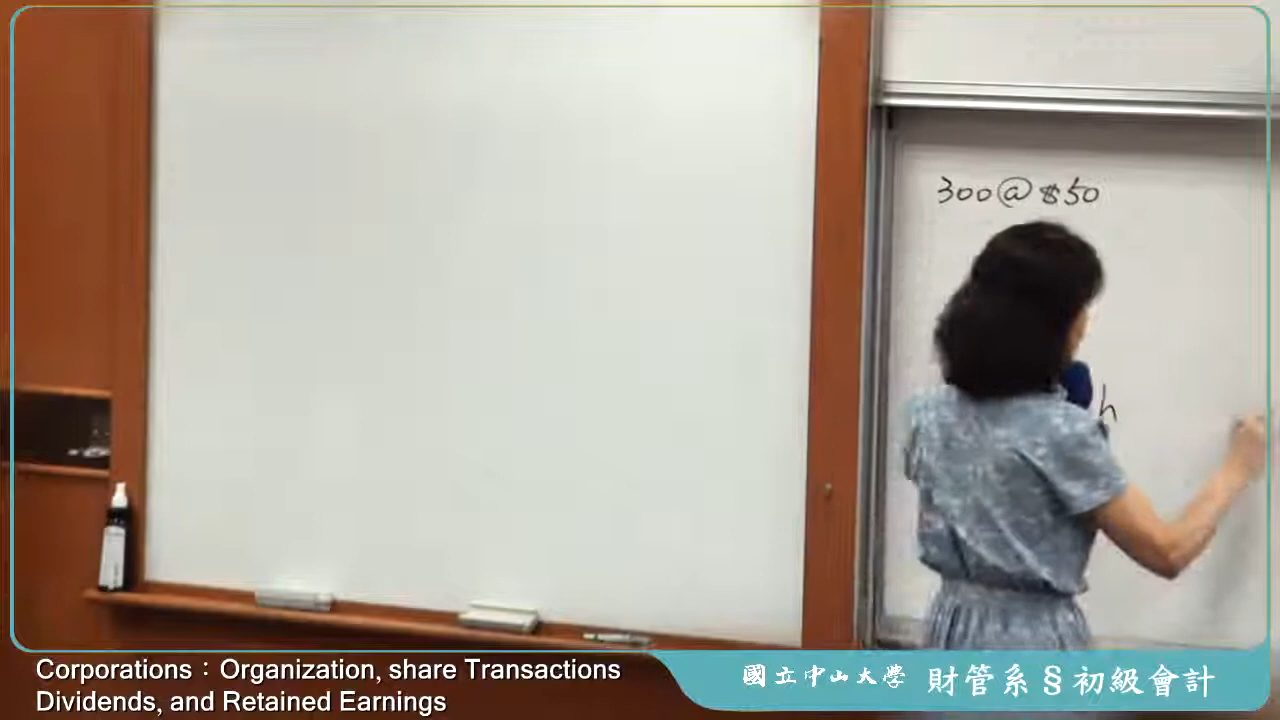 300@$50
h
Corporations：Organization, share Transactions
Dividends, and Retained Earnings
國立中山大學 財管系§初級會計